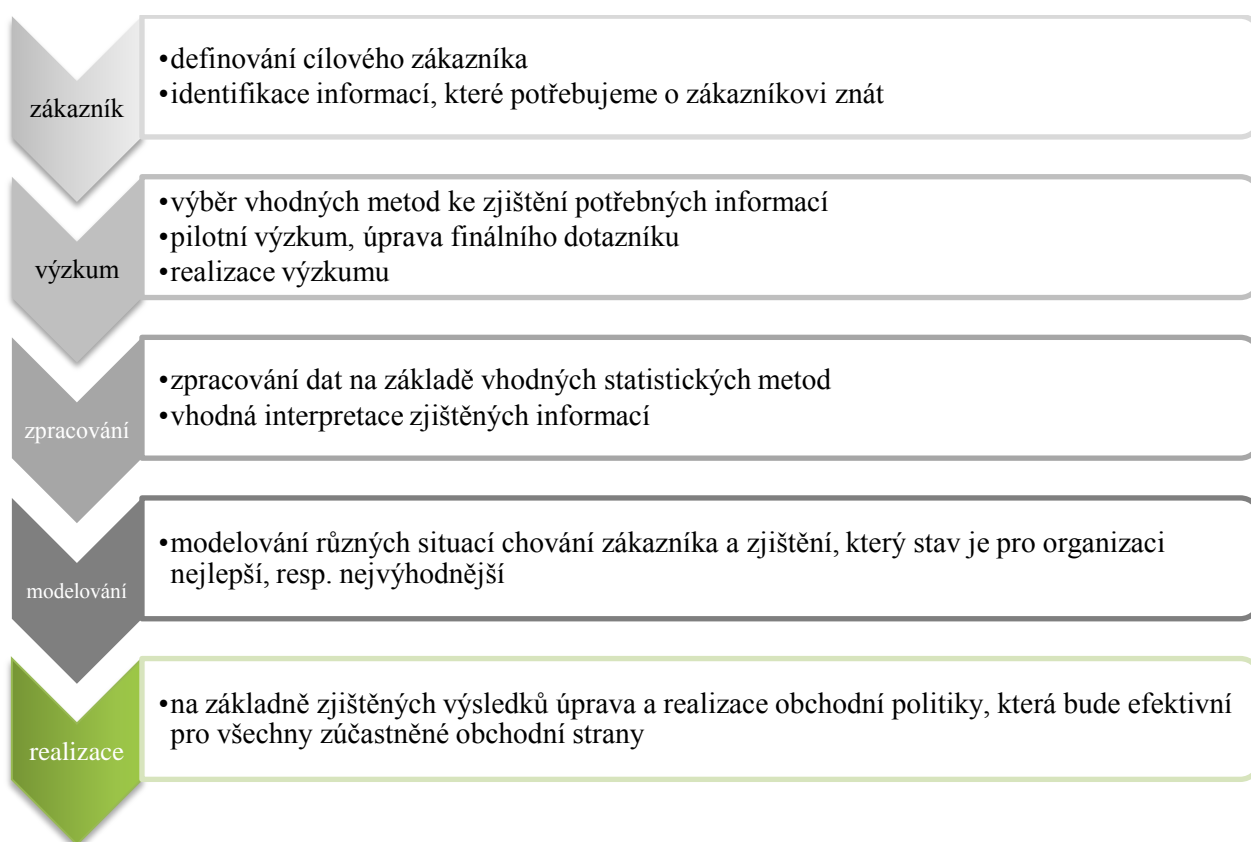 zákazník
•definování cílového zákazníka
•identifikace informací, které potřebujeme o zákazníkovi znát
výzkum
•výběr vhodných metod ke zjištění potřebných informací
•pilotní výzkum, úprava finálního dotazníku
•realizace výzkumu
zpracování
•zpracování dat na základě vhodných statistických metod
•vhodná interpretace zjištěných informací
modelování
•modelování různých situací chování zákazníka a zjištění, který stav je pro organizaci
nejlepší, resp. nejvýhodnější
realizace
•na základně zjištěných výsledků úprava a realizace obchodní politiky, která bude efektivní
pro všechny zúčastněné obchodní strany